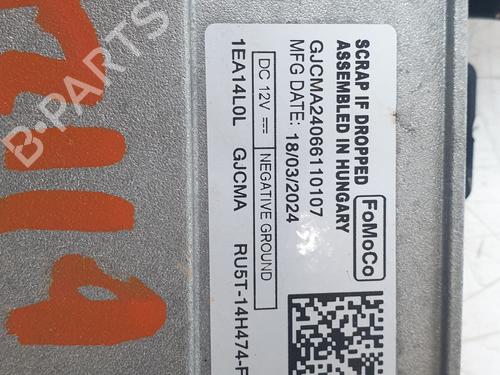 SCRAP IF DROPPED
ASSEMBLED IN HUNGARY
FoMoCo
GJCMA24066110107
MFG DATE: 18/03/2024
DC 12V
NEGATIVE GROUND
1EA14L0L GJCMA RU5T-14H474-F
B-PARTS